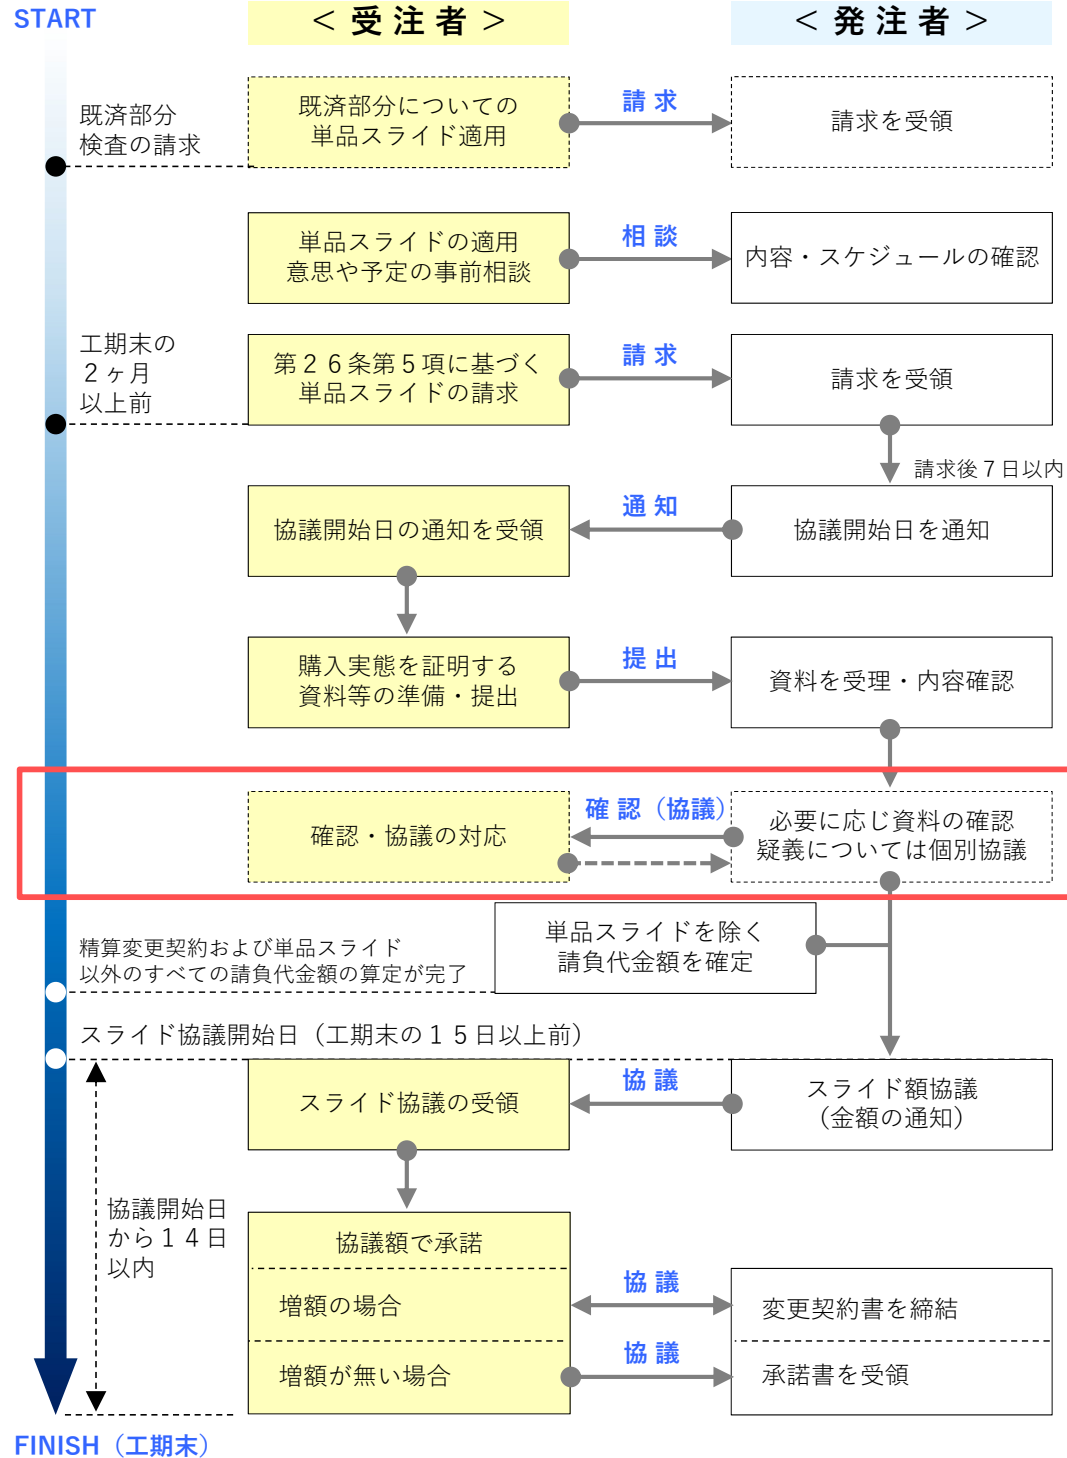 START
＜ 受 注 者 ＞
＜ 発 注 者 ＞
既済部分
検査の請求
既済部分についての
単品スライド適用
請 求
請求を受領
単品スライドの適用
意思や予定の事前相談
相 談
内容・スケジュールの確認
工期末の
２ヶ月
以上前
第２６条第５項に基づく
単品スライドの請求
請 求
請求を受領
請求後７日以内
協議開始日の通知を受領
通 知
協議開始日を通知
購入実態を証明する
資料等の準備・提出
提 出
資料を受理・内容確認
確認・協議の対応
確 認（協議）
必要に応じ資料の確認
疑義については個別協議
単品スライドを除く
請負代金額を確定
精算変更契約および単品スライド
以外のすべての請負代金額の算定が完了
スライド協議開始日（工期末の１５日以上前）
スライド協議の受領
協 議
スライド額協議
（金額の通知）
協議開始日
から１４日
以内
協議額で承諾
増額の場合
協 議
変更契約書を締結
増額が無い場合
協 議
承諾書を受領
FINISH（工期末）